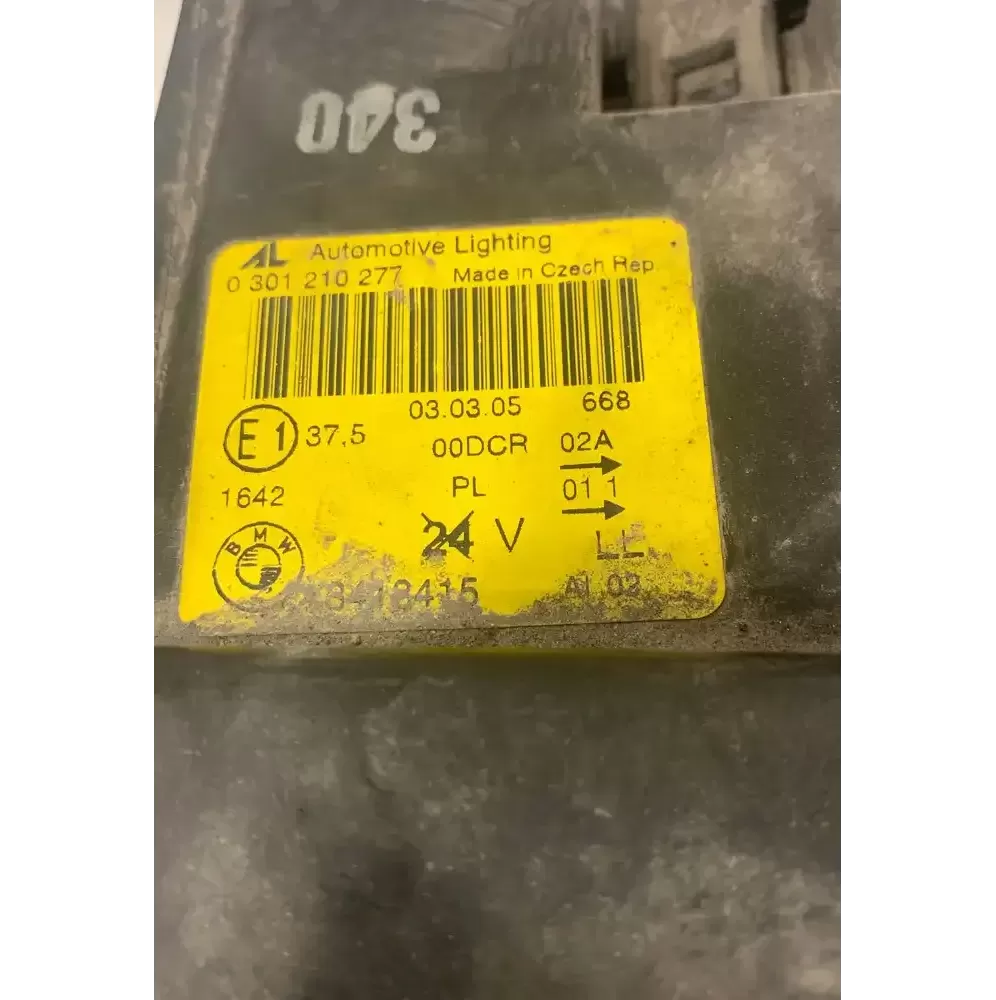 340
AL Automotive Lighting
0 301 210 277 Made in Czech Rep.
03.03.05 668
E1 37,5 00DCR 02A
1642 PL 01 1
BMW 24 V LL